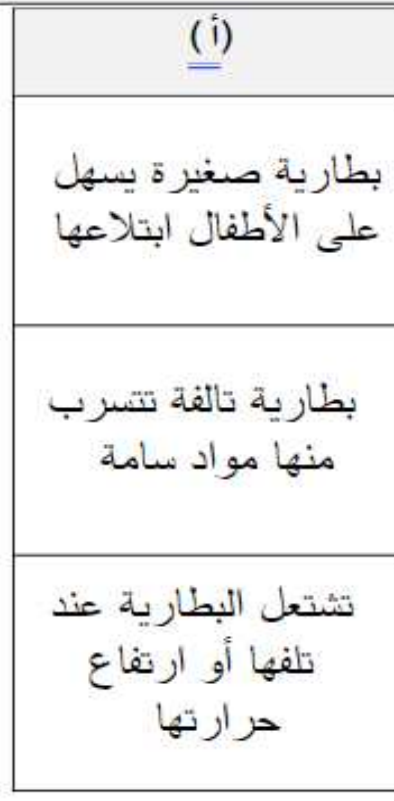 (أ)
بطارية صغيرة يسهل
على الأطفال ابتلاعها
بطارية تالفة تتسرب
منها مواد سامة
تشتعل البطارية عند
تلفها أو ارتفاع
حرارتها